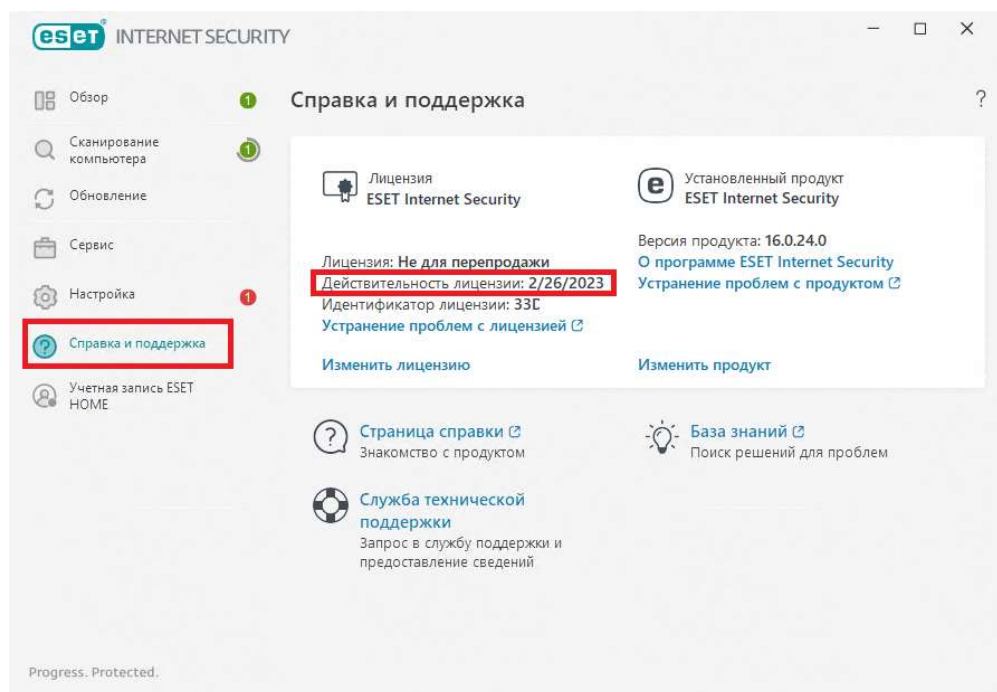 eset INTERNET SECURITY
Обзор
1
Сканирование
компьютера
1
Обновление
Сервис
Настройка
1
Справка и поддержка
Учетная запись ESET
HOME
Справка и поддержка
?
Лицензия
ESET Internet Security
Лицензия: Не для перепродажи
Действительность лицензии: 2/26/2023
Идентификатор лицензии: 33D
Устранение проблем с лицензией
Изменить лицензию
Установленный продукт
ESET Internet Security
Версия продукта: 16.0.24.0
О программе ESET Internet Security
Устранение проблем с продуктом
Изменить продукт
Страница справки
Знакомство с продуктом
База знаний
Поиск решений для проблем
Служба технической
поддержки
Запрос в службу поддержки и
предоставление сведений
Progress. Protected.